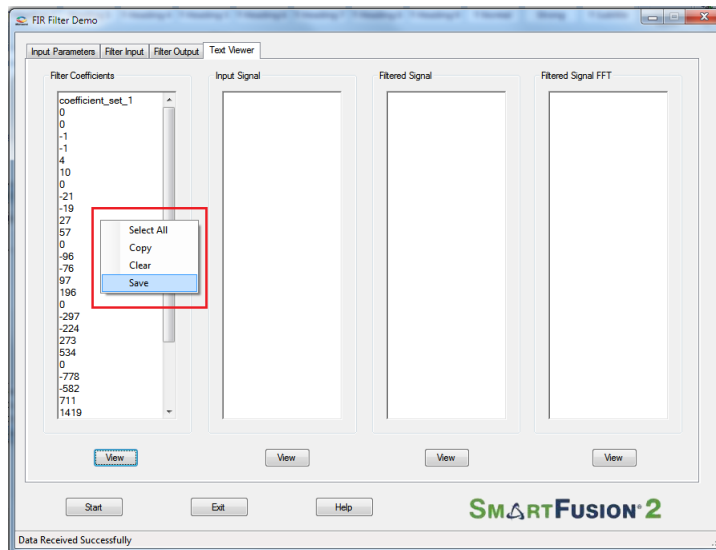 FIR Filter Demo
Input Parameters Filter Input Filter Output Text Viewer
Filter Coefficients Input Signal Filtered Signal Filtered Signal FFT
coefficient_set_1
0
0
-1
-1
4
10
0
-21
-19
27
57
0
-96
-76
97
196
0
-297
-224
273
534
0
-778
-582
711
1419
Select All
Copy
Clear
Save
View View View View
Start Exit Help SMARTFUSION® 2
Data Received Successfully